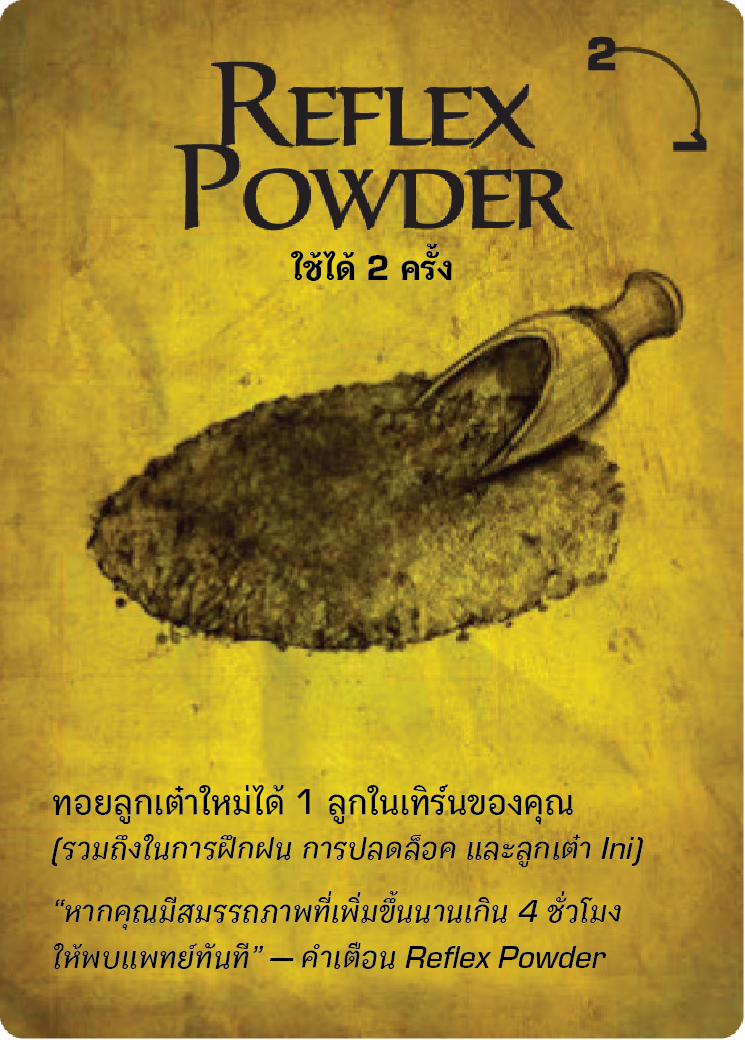 2
1
REFLEX
POWDER
ใช้ได้ 2 ครั้ง
ทอยลูกเต๋าใหม่ได้ 1 ลูกในเทิร์นของคุณ
(รวมถึงในการฝึกฝน การปลดล็อค และลูกเต๋า Ini)
“หากคุณมีสมรรถภาพที่เพิ่มขึ้นนานเกิน 4 ชั่วโมง
ให้พบแพทย์ทันที” — คำเตือน Reflex Powder